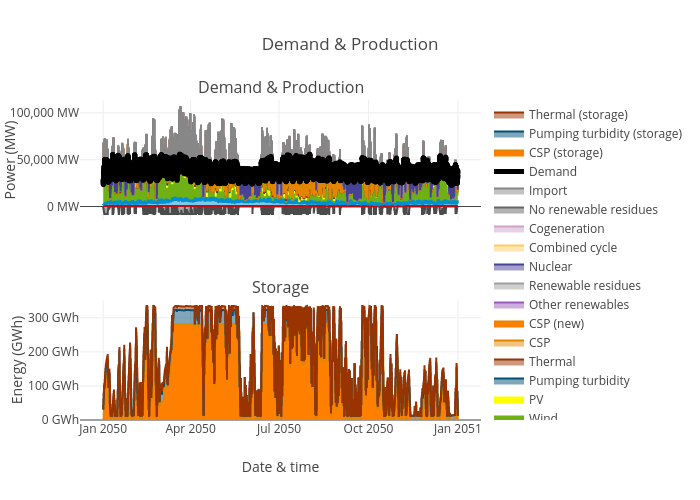 Demand & Production
Demand & Production
Power (MW)
100,000 MW
50,000 MW
0 MW
Storage
Energy (GWh)
300 GWh
200 GWh
100 GWh
0 GWh
Jan 2050
Apr 2050
Jul 2050
Oct 2050
Jan 2051
Date & time
Thermal (storage)
Pumping turbidity (storage)
CSP (storage)
Demand
Import
No renewable residues
Cogeneration
Combined cycle
Nuclear
Renewable residues
Other renewables
CSP (new)
CSP
Thermal
Pumping turbidity
PV
Wind